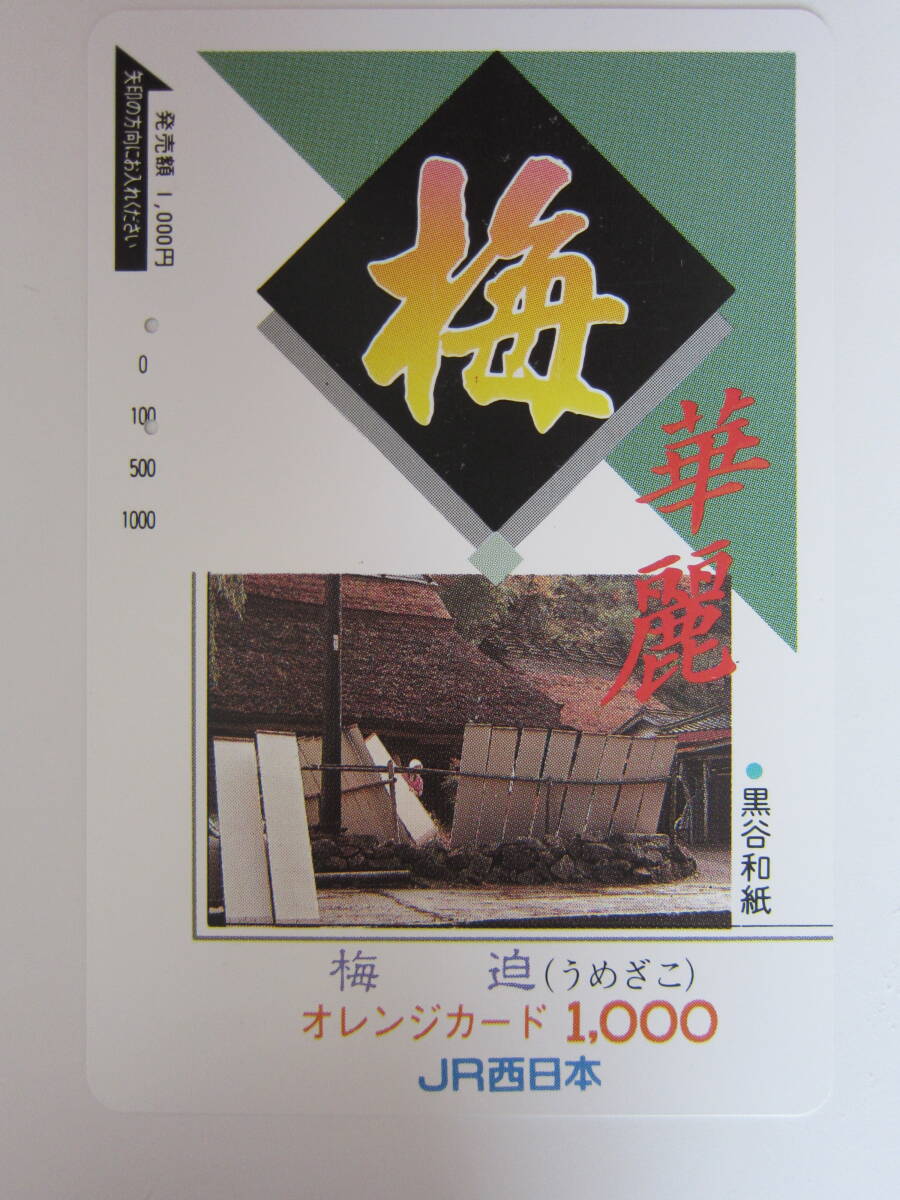 矢印の方向にお入れください
発売額 1,000円
0
100
500
1000
梅
華麗
●黒谷和紙
梅 迫(うめざこ)
オレンジカード 1,000
JR西日本